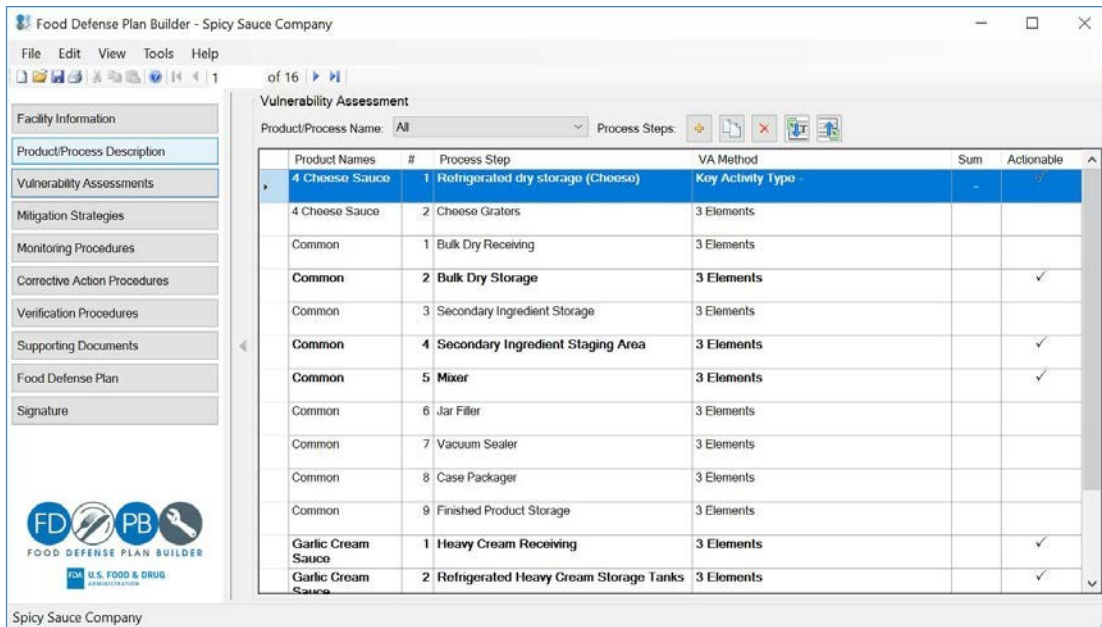 Food Defense Plan Builder - Spicy Sauce Company
File Edit View Tools Help
1 of 16
Facility Information
Product/Process Description
Vulnerability Assessments
Mitigation Strategies
Monitoring Procedures
Corrective Action Procedures
Verification Procedures
Supporting Documents
Food Defense Plan
Signature
FD PB
FOOD DEFENSE PLAN BUILDER
FDA U.S. FOOD & DRUG
ADMINISTRATION
Vulnerability Assessment
Product/Process Name: All Process Steps:
Product Names # Process Step VA Method Sum Actionable
4 Cheese Sauce 1 Refrigerated dry storage (Cheese) Key Activity Type - -
4 Cheese Sauce 2 Cheese Graters 3 Elements
Common 1 Bulk Dry Receiving 3 Elements
Common 2 Bulk Dry Storage 3 Elements ✓
Common 3 Secondary Ingredient Storage 3 Elements
Common 4 Secondary Ingredient Staging Area 3 Elements ✓
Common 5 Mixer 3 Elements ✓
Common 6 Jar Filler 3 Elements
Common 7 Vacuum Sealer 3 Elements
Common 8 Case Packager 3 Elements
Common 9 Finished Product Storage 3 Elements
Garlic Cream Sauce 1 Heavy Cream Receiving 3 Elements ✓
Garlic Cream Sauce 2 Refrigerated Heavy Cream Storage Tanks 3 Elements ✓
Spicy Sauce Company